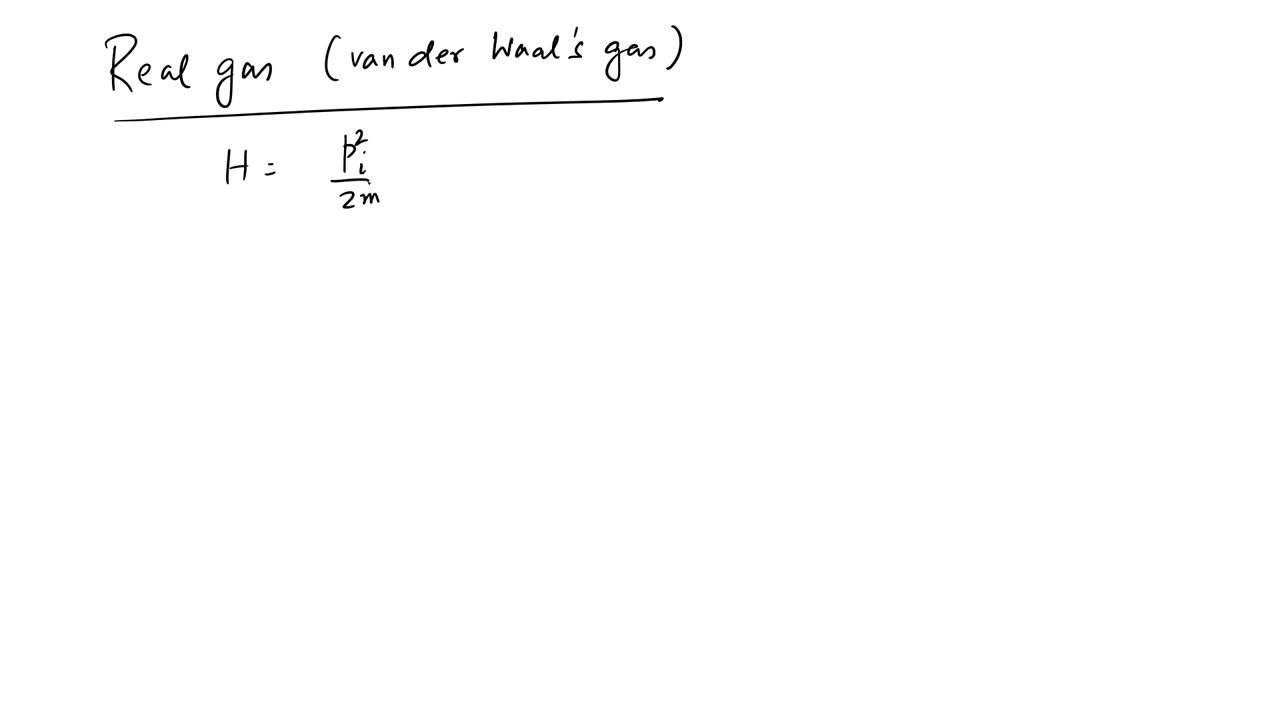 Real gas (van der Waal's gas)
H = p_i^2 / 2m